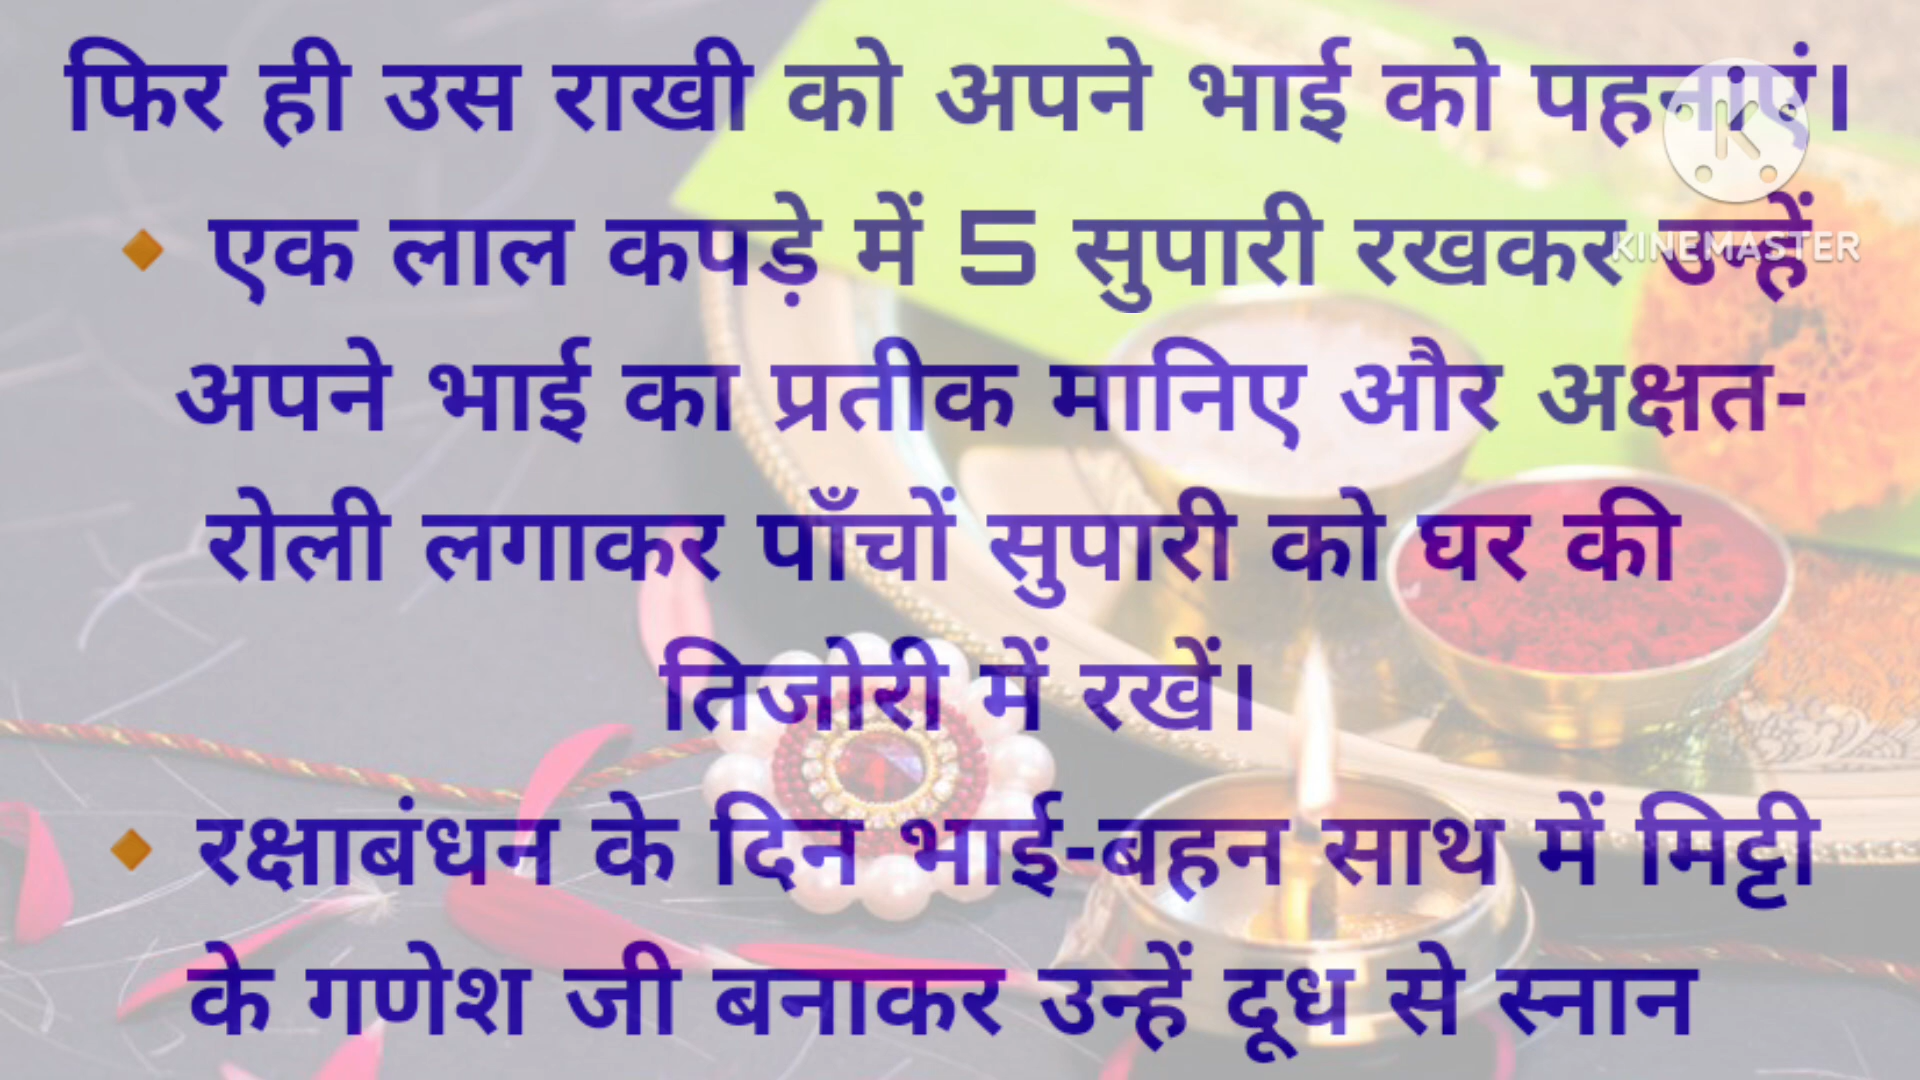 फिर ही उस राखी को अपने भाई को पहनाएं।
🔸 एक लाल कपड़े में 5 सुपारी रखकर उन्हें
अपने भाई का प्रतीक मानिए और अक्षत-
रोली लगाकर पाँचों सुपारी को घर की
तिजोरी में रखें।
🔸 रक्षाबंधन के दिन भाई-बहन साथ में मिट्टी
के गणेश जी बनाकर उन्हें दूध से स्नान
KINEMASTER